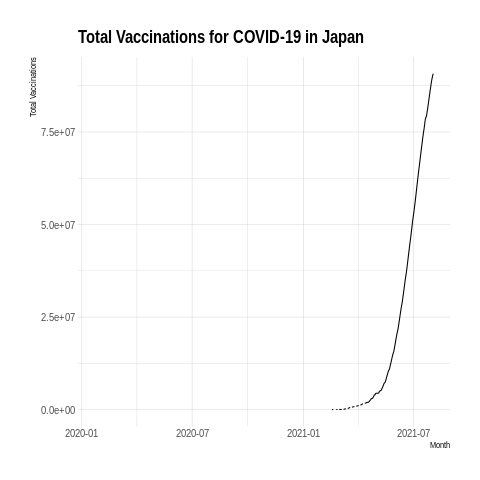 Total Vaccinations for COVID-19 in Japan
Total Vaccinations
7.5e+07
5.0e+07
2.5e+07
0.0e+00
2020-01
2020-07
2021-01
2021-07
Month